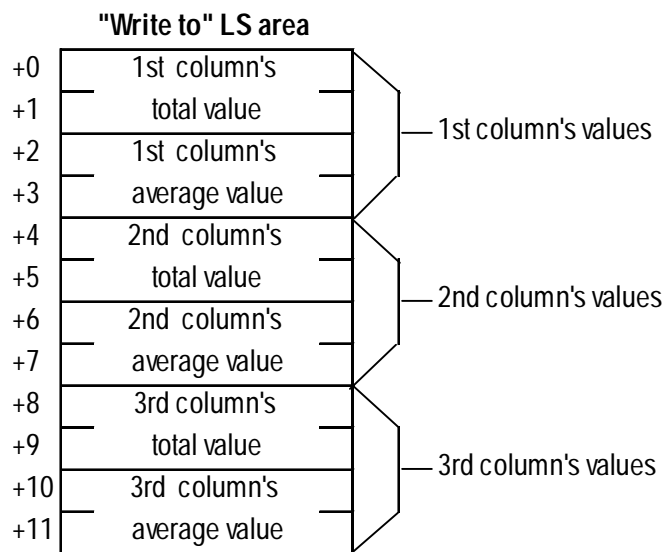 "Write to" LS area
+0 1st column's
+1 total value
1st column's values
+2 1st column's
+3 average value
+4 2nd column's
+5 total value
2nd column's values
+6 2nd column's
+7 average value
+8 3rd column's
+9 total value
3rd column's values
+10 3rd column's
+11 average value